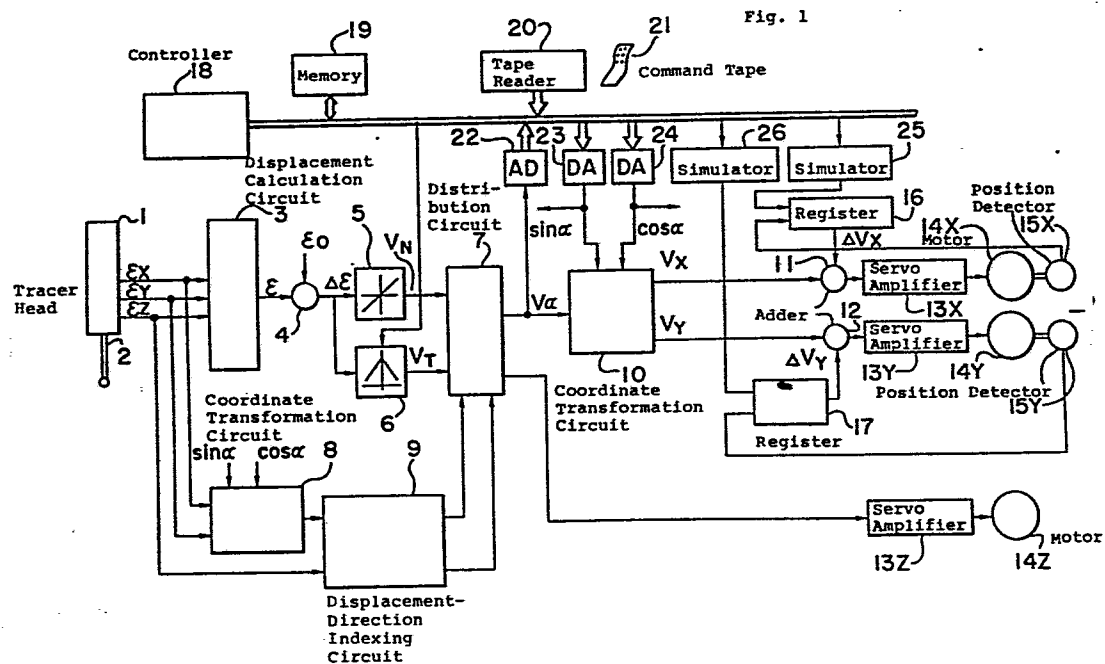 Fig. 1
Controller
18
19
Memory
20
Tape
Reader
21
Command Tape
22
AD
23
DA
24
DA
26
Simulator
25
Simulator
Displacement
Calculation
Circuit
3
Distri-
bution
Circuit
7
1
Tracer
Head
2
εX
εY
εZ
ε
εO
4
Δε
5
VN
6
VT
sinα
cosα
Vα
10
Coordinate
Transformation
Circuit
VX
VY
Register
16
ΔVX
11
Adder
12
ΔVY
Servo
Amplifier
13X
14X
Motor
Position
Detector
15X
Servo
Amplifier
13Y
14Y
Position Detector
15Y
17
Register
Coordinate
Transformation
Circuit
sinα
cosα
8
9
Displacement-
Direction
Indexing
Circuit
Servo
Amplifier
13Z
14Z
Motor